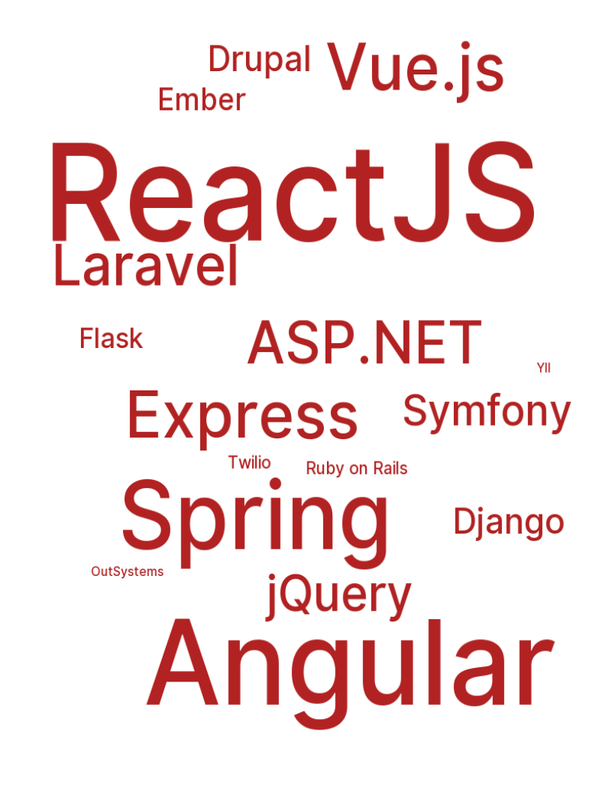 Drupal
Vue.js
Ember
ReactJS
Laravel
Flask
ASP.NET
YII
Express
Symfony
Twilio
Ruby on Rails
Spring
Django
OutSystems
jQuery
Angular